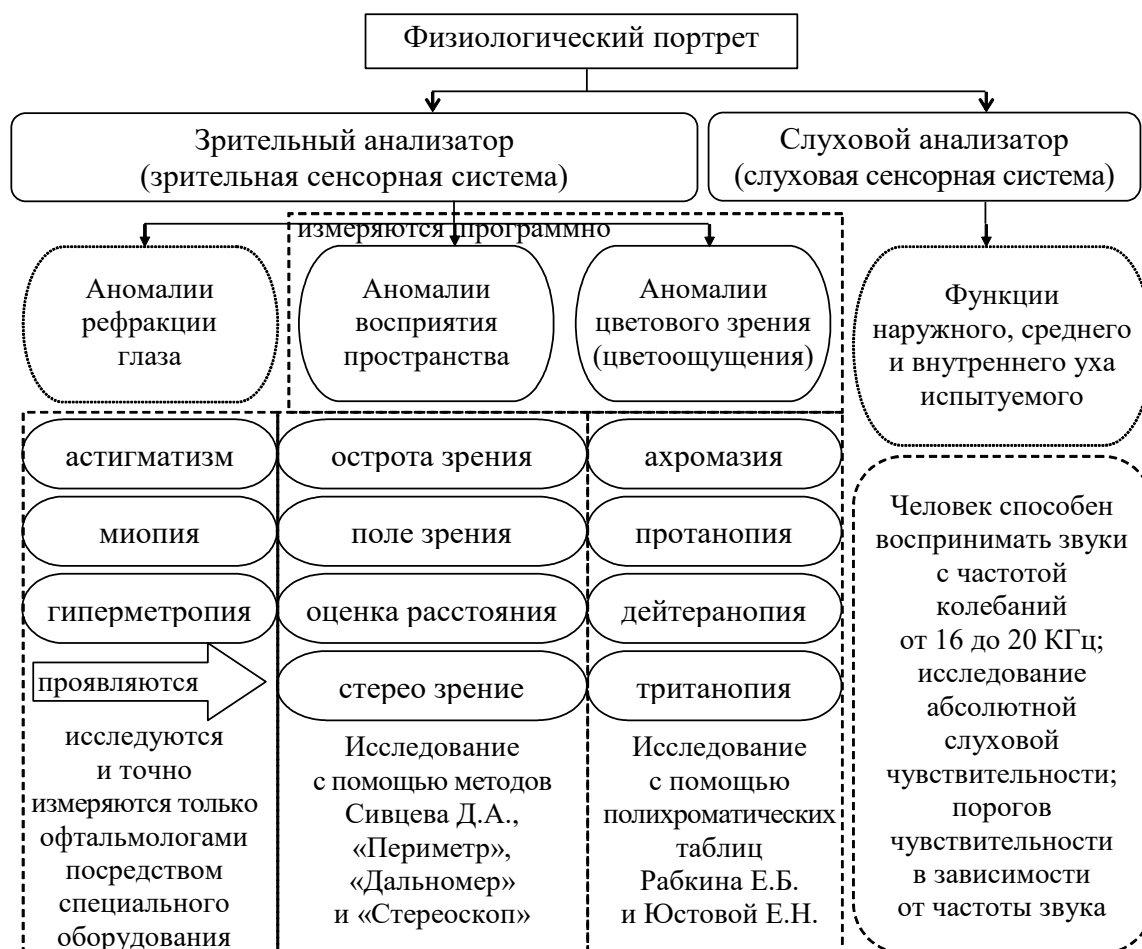 Физиологический портрет
Зрительный анализатор
(зрительная сенсорная система)
Слуховой анализатор
(слуховая сенсорная система)
измеряются программно
Аномалии
рефракции
глаза
Аномалии
восприятия
пространства
Аномалии
цветового зрения
(цветоощущения)
Функции
наружного, среднего
и внутреннего уха
испытуемого
астигматизм
миопия
гиперметропия
проявляются
исследуются
и точно
измеряются только
офтальмологами
посредством
специального
оборудования
острота зрения
поле зрения
оценка расстояния
стерео зрение
Исследование
с помощью методов
Сивцева Д.А.,
«Периметр»,
«Дальномер»
и «Стереоскоп»
ахромазия
протанопия
дейтеранопия
тританопия
Исследование
с помощью
полихроматических
таблиц
Рабкина Е.Б.
и Юстовой Е.Н.
Человек способен
воспринимать звуки
с частотой
колебаний
от 16 до 20 КГц;
исследование
абсолютной
слуховой
чувствительности;
порогов
чувствительности
в зависимости
от частоты звука